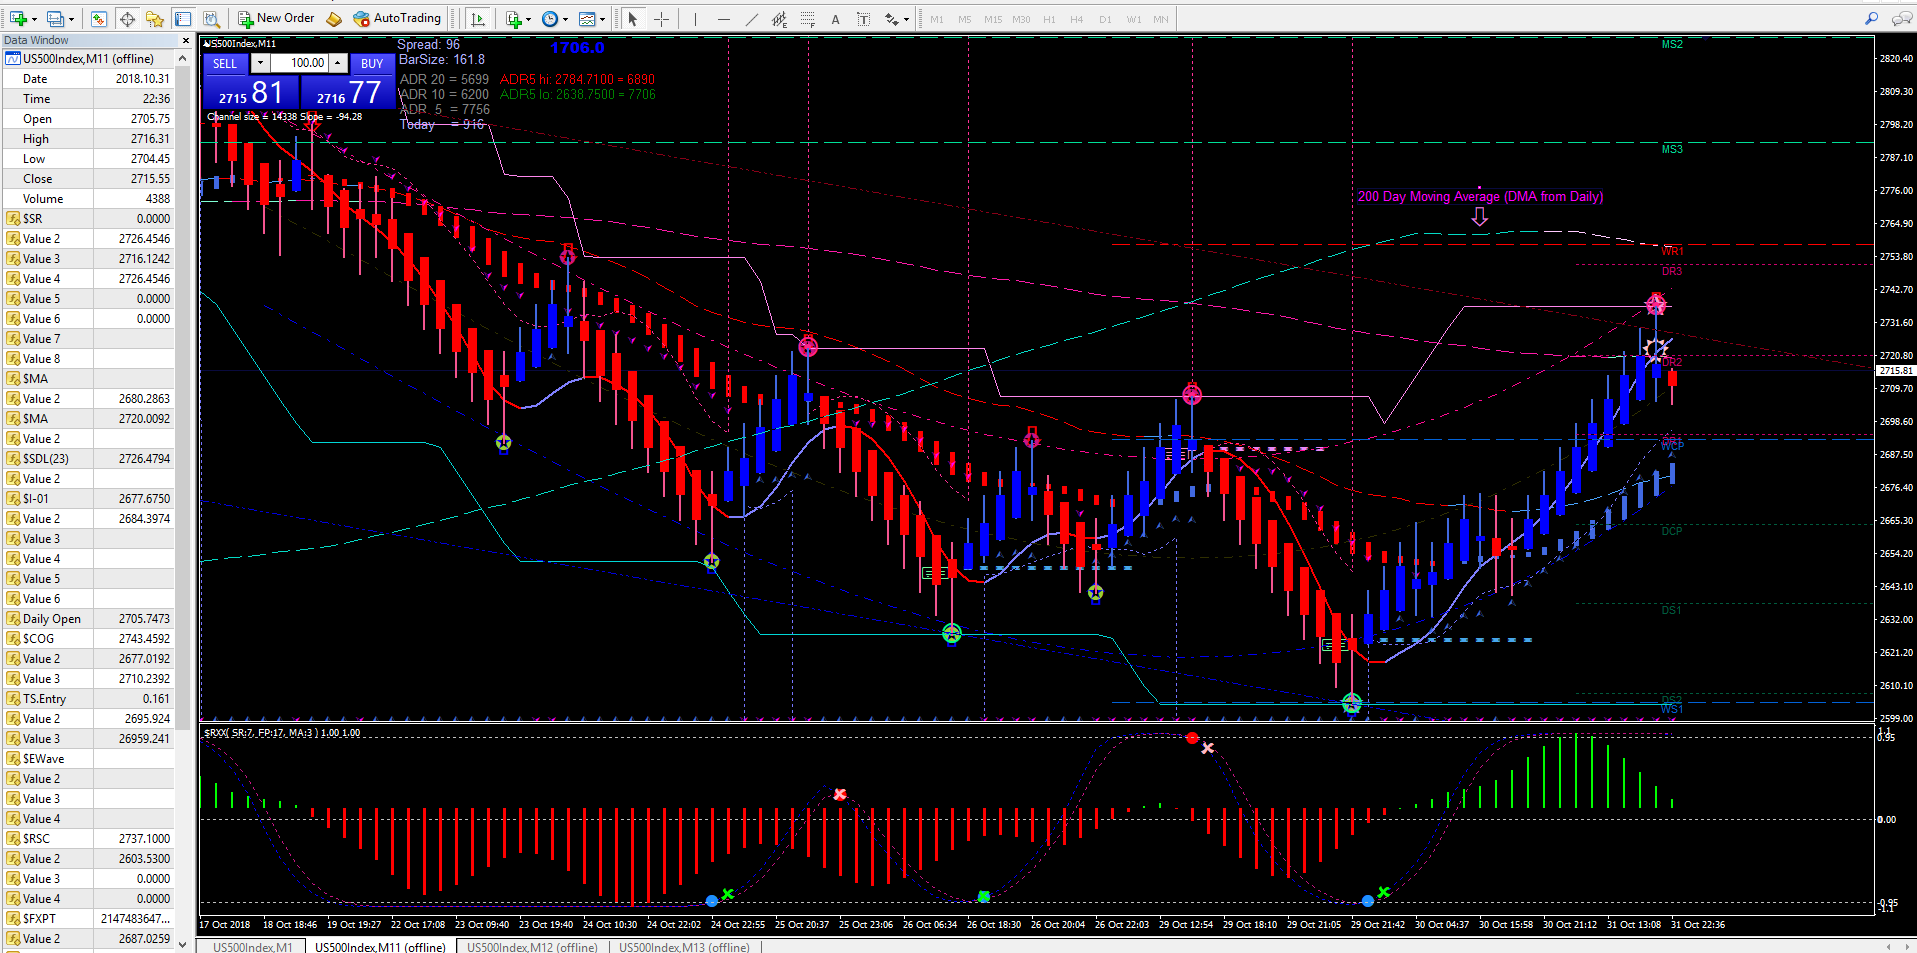 New Order
AutoTrading
M1 M5 M15 M30 H1 H4 D1 W1 MN
Data Window
US500Index,M11 (offline)
Date 2018.10.31
Time 22:36
Open 2705.75
High 2716.31
Low 2704.45
Close 2715.55
Volume 4388
$SR 0.0000
Value 2 2726.4546
Value 3 2716.1242
Value 4 2726.4546
Value 5 0.0000
Value 6 0.0000
Value 7
Value 8
$MA
Value 2 2680.2863
$MA 2720.0092
Value 2
$SDL(23) 2726.4794
Value 2
$I-01 2677.6750
Value 2 2684.3974
Value 3
Value 4
Value 5
Value 6
Daily Open 2705.7473
$COG 2743.4592
Value 2 2677.0192
Value 3 2710.2392
TS.Entry 0.161
Value 2 2695.924
Value 3 26959.241
$EWave
Value 2
Value 3
Value 4
$RSC 2737.1000
Value 2 2603.5300
Value 3 0.0000
Value 4 0.0000
$FXPT 2147483647...
Value 2 2687.0259
US500Index,M11
SELL 100.00 BUY
2715 81 2716 77
Channel size = 14338 Slope = -94.28
Spread: 96
BarSize: 161.8
ADR 20 = 5699
ADR 10 = 6200
ADR 5 = 7756
Today = 916
1706.0
ADR5 hi: 2784.7100 = 6890
ADR5 lo: 2638.7500 = 7706
MS2
MS3
200 Day Moving Average (DMA from Daily)
WR1
DR3
DR2
WCP
DCP
DS1
DS2
WS1
2820.40
2809.30
2798.20
2787.10
2776.00
2764.90
2753.80
2742.70
2731.60
2720.80
2715.81
2709.70
2698.60
2687.50
2676.40
2665.30
2654.20
2643.10
2632.00
2621.20
2610.10
2599.00
$RXX( SR:7, FP:17, MA:3 ) 1.00 1.00
1.1
0.95
0.00
-0.95
-1.1
17 Oct 2018 18 Oct 18:46 19 Oct 19:27 22 Oct 17:08 23 Oct 09:40 23 Oct 19:40 24 Oct 10:30 24 Oct 22:02 24 Oct 22:55 25 Oct 20:37 25 Oct 23:06 26 Oct 06:34 26 Oct 18:30 26 Oct 20:04 26 Oct 22:07 29 Oct 12:54 29 Oct 18:10 29 Oct 21:05 29 Oct 21:42 30 Oct 04:37 30 Oct 15:58 30 Oct 21:12 31 Oct 13:08 31 Oct 22:36
US500Index,M1 US500Index,M11 (offline) US500Index,M12 (offline) US500Index,M13 (offline)